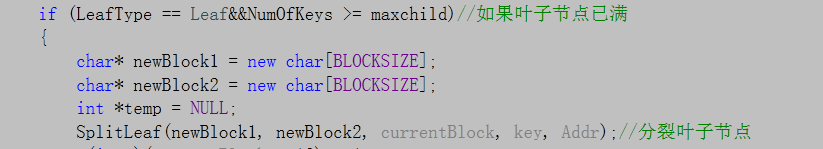 if (LeafType == Leaf&&NumOfKeys >= maxchild)//如果叶子节点已满
{
char* newBlock1 = new char[BLOCKSIZE];
char* newBlock2 = new char[BLOCKSIZE];
int *temp = NULL;
SplitLeaf(newBlock1, newBlock2, currentBlock, key, Addr);//分裂叶子节点